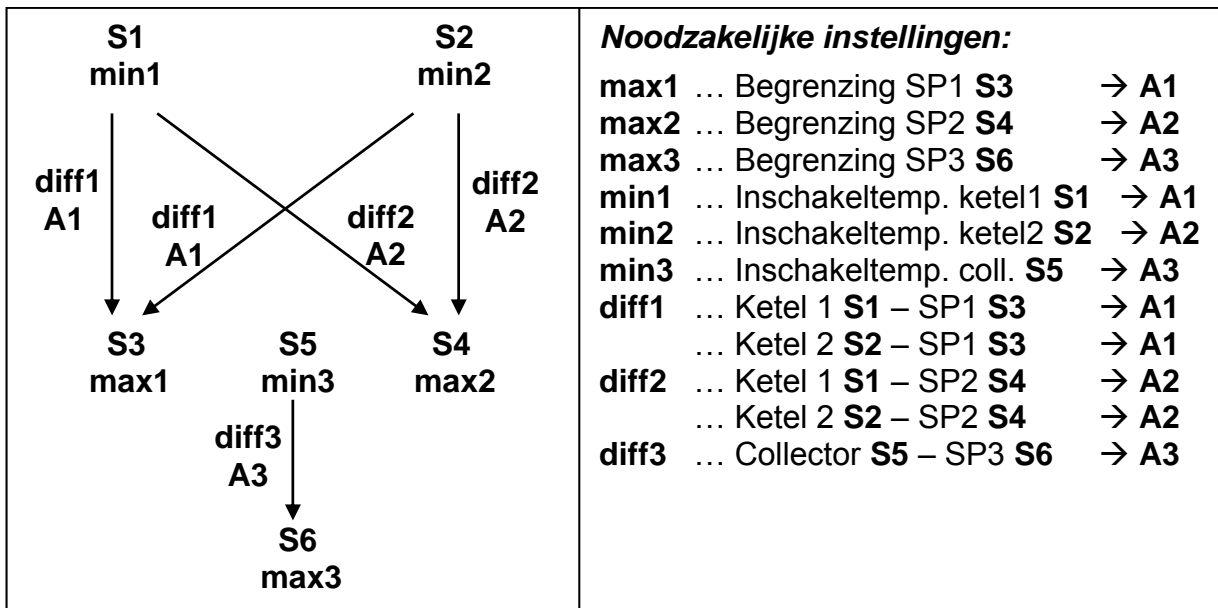 S1 S2
min1 min2
diff1 diff2
A1 A2
diff1 diff2
A1 A2
S3 S5 S4
max1 min3 max2
diff3
A3
S6
max3
Noodzakelijke instellingen:
max1 … Begrenzing SP1 S3 → A1
max2 … Begrenzing SP2 S4 → A2
max3 … Begrenzing SP3 S6 → A3
min1 … Inschakeltemp. ketel1 S1 → A1
min2 … Inschakeltemp. ketel2 S2 → A2
min3 … Inschakeltemp. coll. S5 → A3
diff1 … Ketel 1 S1 – SP1 S3 → A1
… Ketel 2 S2 – SP1 S3 → A1
diff2 … Ketel 1 S1 – SP2 S4 → A2
… Ketel 2 S2 – SP2 S4 → A2
diff3 … Collector S5 – SP3 S6 → A3